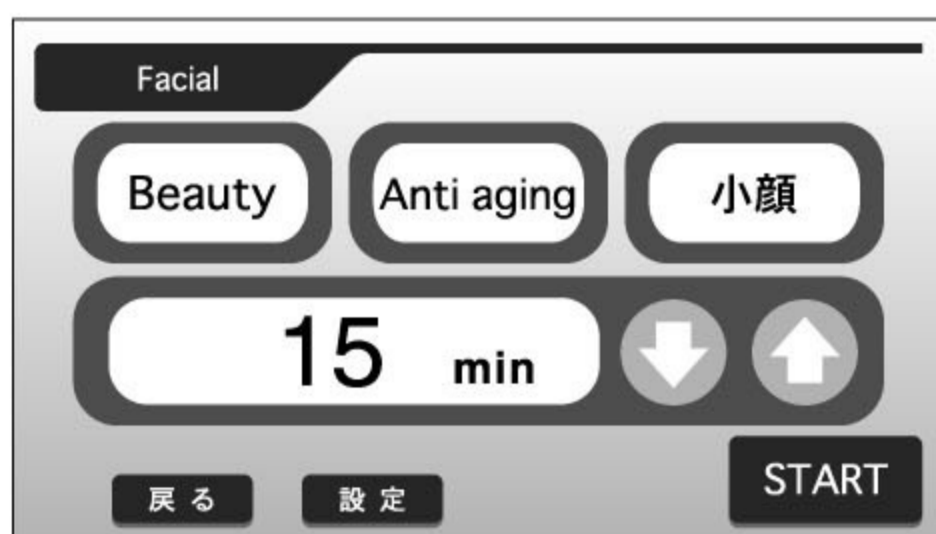 Facial
Beauty
Anti aging
小顔
15 min
戻る
設定
START